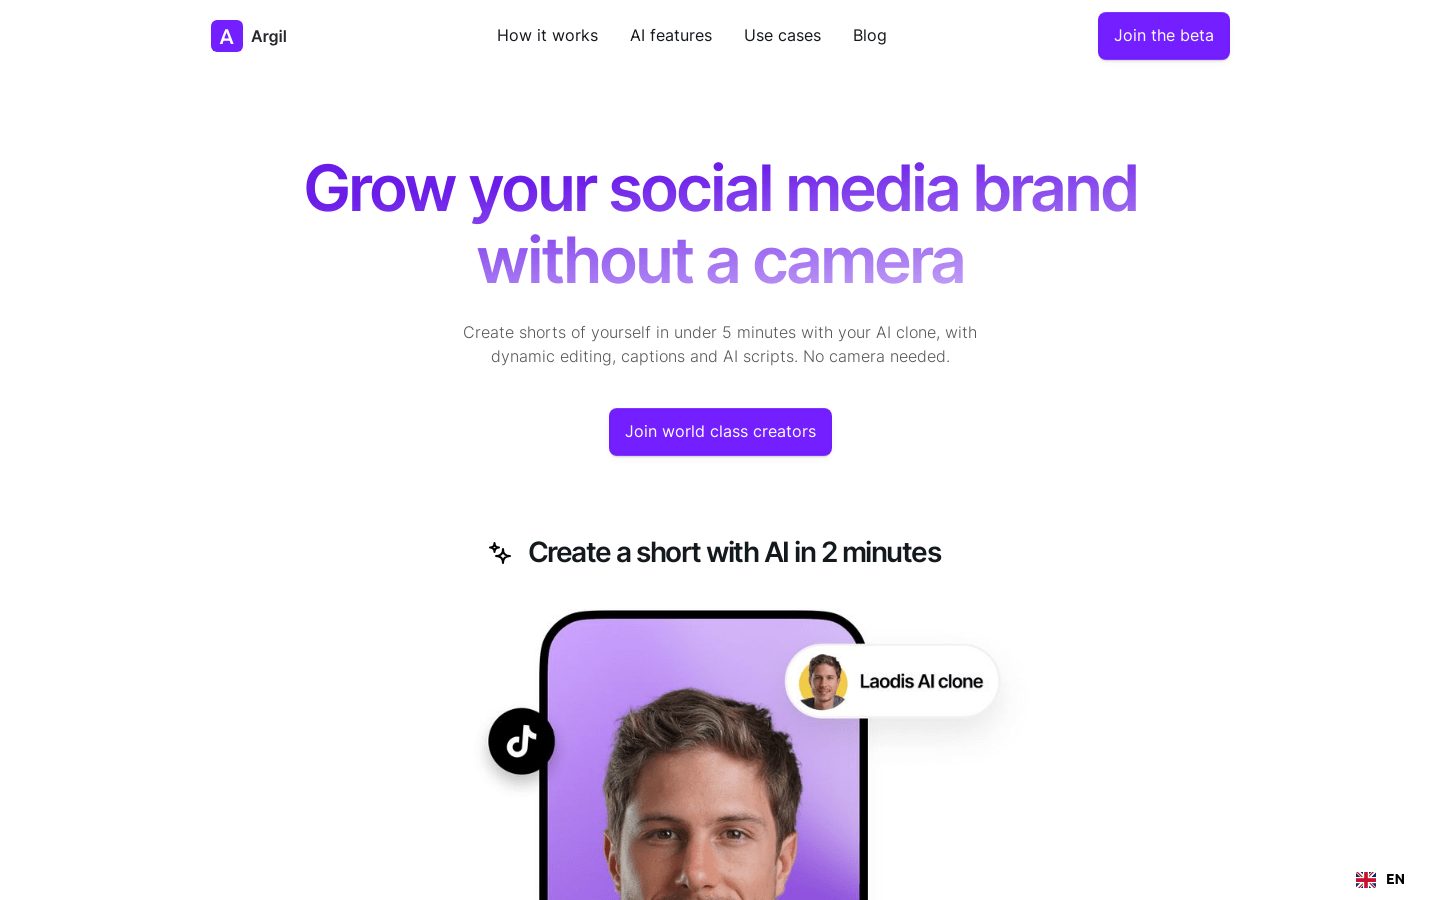 A Argil
How it works
AI features
Use cases
Blog
Join the beta
Grow your social media brand
without a camera
Create shorts of yourself in under 5 minutes with your AI clone, with
dynamic editing, captions and AI scripts. No camera needed.
Join world class creators
Create a short with AI in 2 minutes
Laodis AI clone
EN